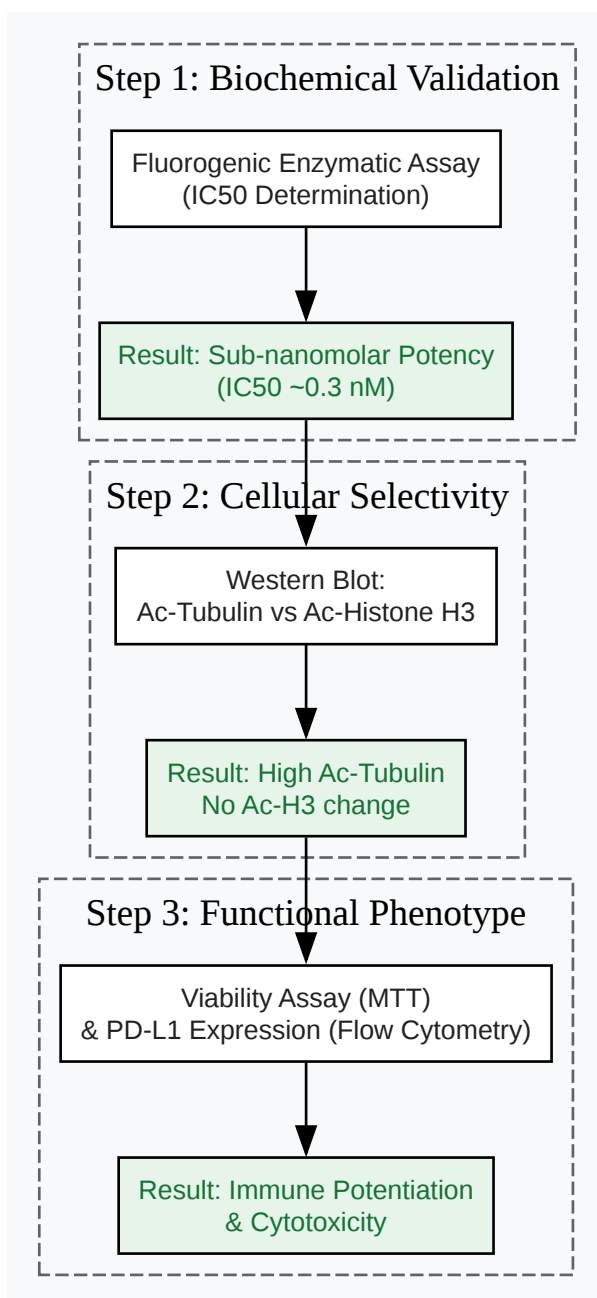 Step 1: Biochemical Validation
Fluorogenic Enzymatic Assay
(IC50 Determination)
Result: Sub-nanomolar Potency
(IC50 ~0.3 nM)
Step 2: Cellular Selectivity
Western Blot:
Ac-Tubulin vs Ac-Histone H3
Result: High Ac-Tubulin
No Ac-H3 change
Step 3: Functional Phenotype
Viability Assay (MTT)
& PD-L1 Expression (Flow Cytometry)
Result: Immune Potentiation
& Cytotoxicity